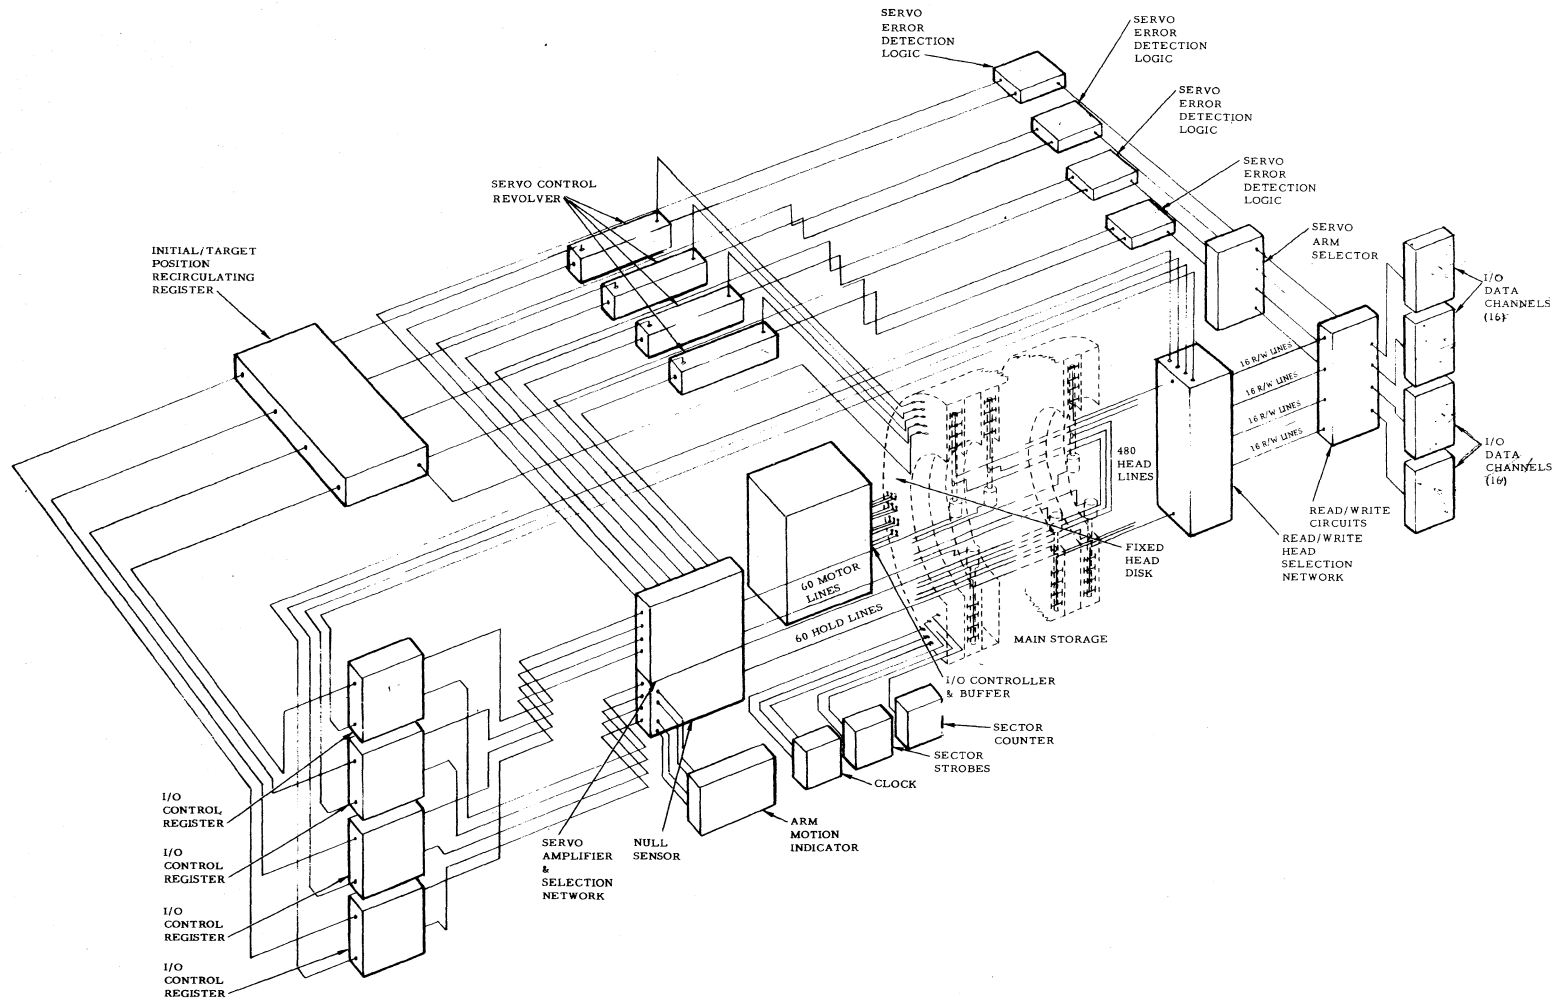 SERVO
ERROR
DETECTION
LOGIC
SERVO
ERROR
DETECTION
LOGIC
SERVO
ERROR
DETECTION
LOGIC
SERVO
ERROR
DETECTION
LOGIC
SERVO CONTROL
REVOLVER
INITIAL/TARGET
POSITION
RECIRCULATING
REGISTER
SERVO
ARM
SELECTOR
I/O
DATA
CHANNELS
(16)
16 R/W LINES
16 R/W LINES
16 R/W LINES
16 R/W LINES
480
HEAD
LINES
I/O
DATA
CHANNELS
(16)
READ/WRITE
CIRCUITS
READ/WRITE
HEAD
SELECTION
NETWORK
FIXED
HEAD
DISK
60 MOTOR
LINES
60 HOLD LINES
MAIN STORAGE
I/O CONTROLLER
& BUFFER
SECTOR
COUNTER
SECTOR
STROBES
CLOCK
ARM
MOTION
INDICATOR
NULL
SENSOR
SERVO
AMPLIFIER
&
SELECTION
NETWORK
I/O
CONTROL
REGISTER
I/O
CONTROL
REGISTER
I/O
CONTROL
REGISTER
I/O
CONTROL
REGISTER